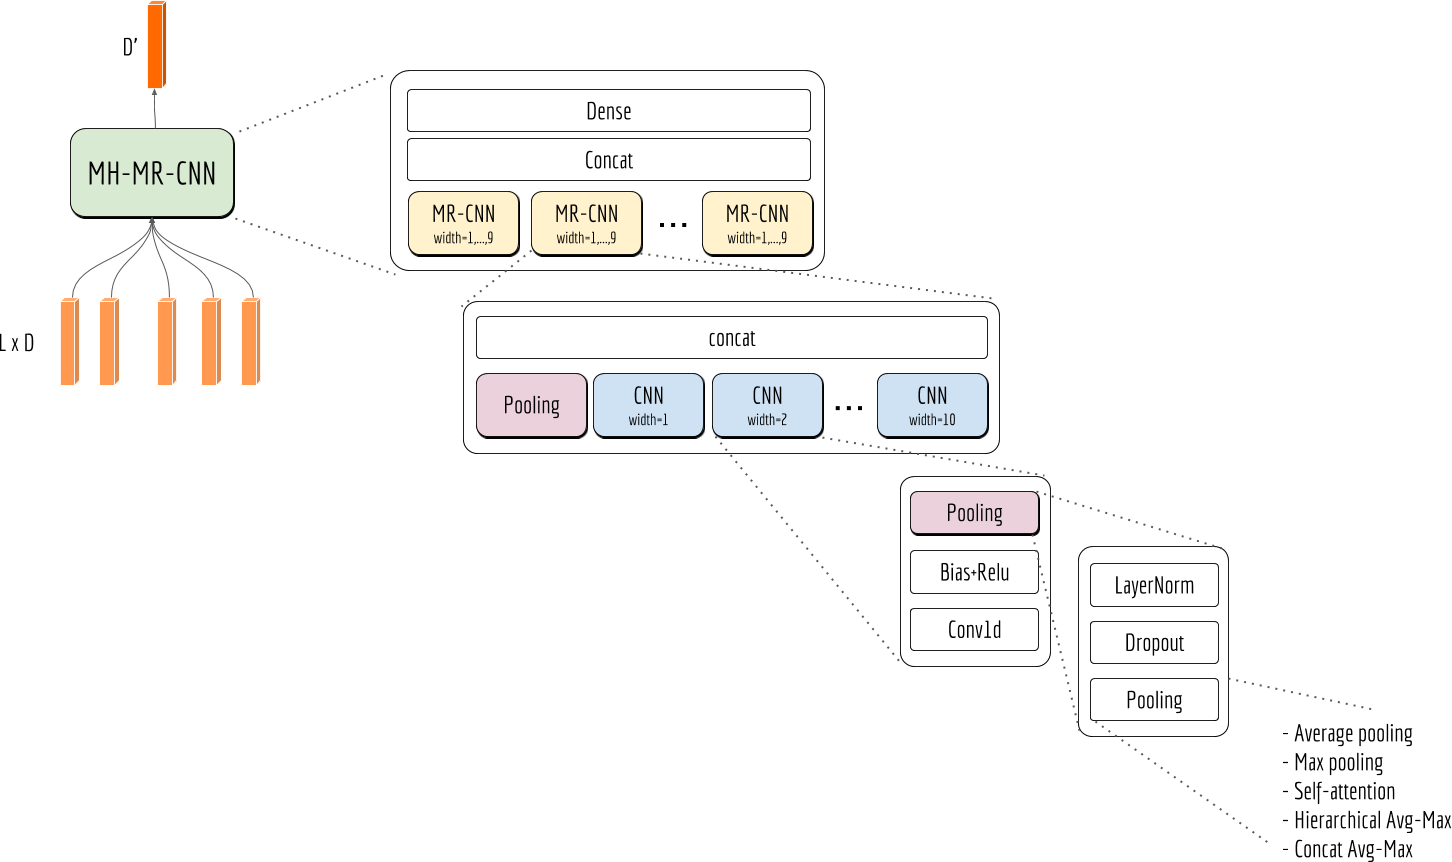 D'
MH-MR-CNN
L x D
Dense
Concat
MR-CNN
width=1,...,9
MR-CNN
width=1,...,9
...
MR-CNN
width=1,...,9
concat
Pooling
CNN
width=1
CNN
width=2
...
CNN
width=10
Pooling
Bias+Relu
Conv1d
LayerNorm
Dropout
Pooling
- Average pooling
- Max pooling
- Self-attention
- Hierarchical Avg-Max
- Concat Avg-Max